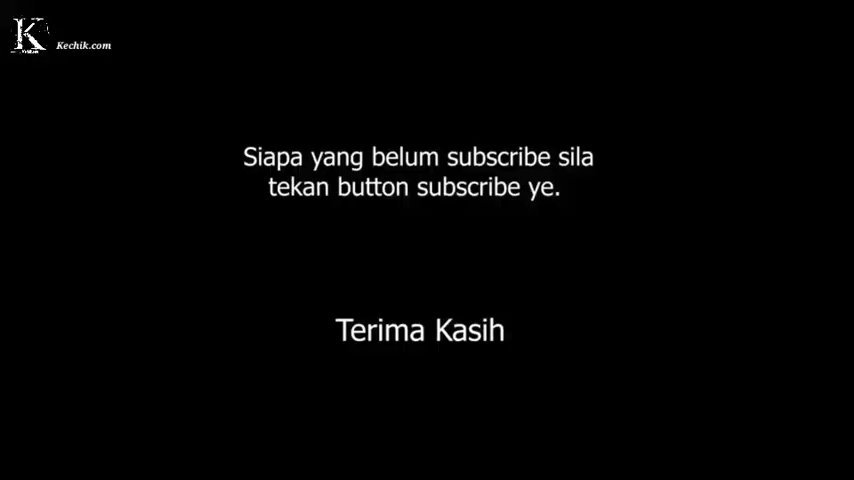 K
Kechik.com
Siapa yang belum subscribe sila
tekan button subscribe ye.
Terima Kasih